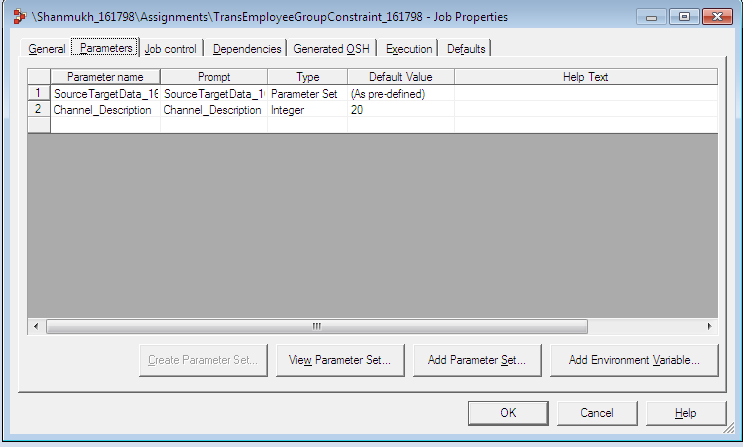 \Shanmukh_161798\Assignments\TransEmployeeGroupConstraint_161798 - Job Properties
General Parameters Job control Dependencies Generated OSH Execution Defaults
Parameter name Prompt Type Default Value Help Text
1 SourceTargetData_16 SourceTargetData_1 Parameter Set (As pre-defined)
2 Channel_Description Channel_Description Integer 20
Create Parameter Set... View Parameter Set... Add Parameter Set... Add Environment Variable...
OK Cancel Help